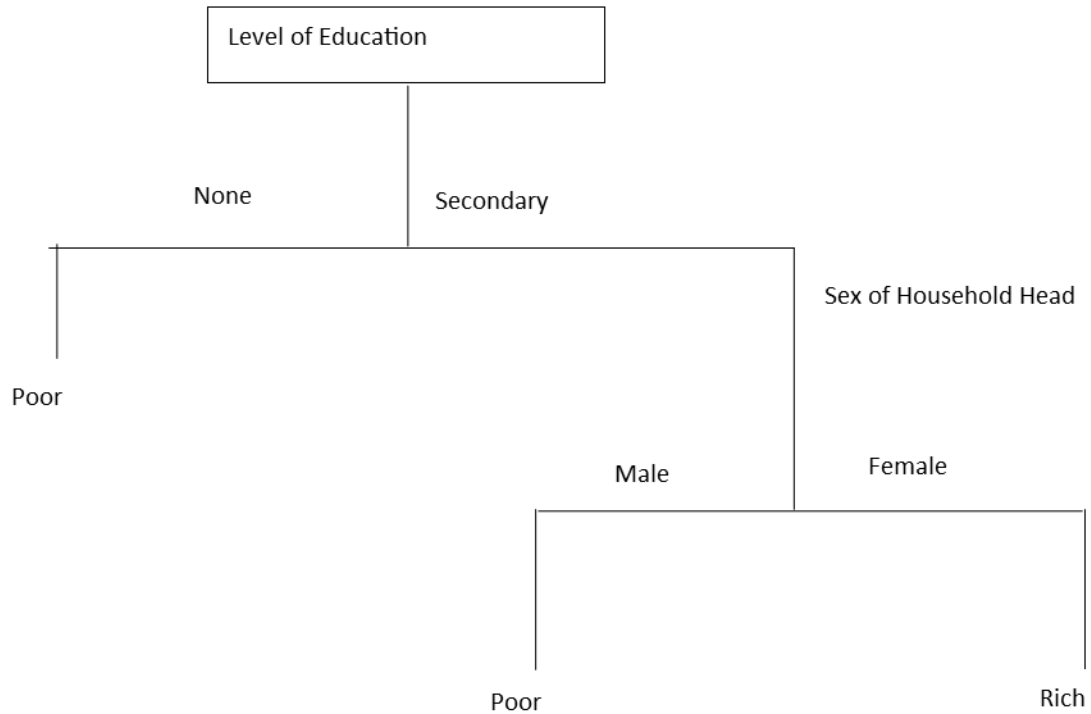 Level of Education
None
Secondary
Sex of Household Head
Poor
Male
Female
Poor
Rich